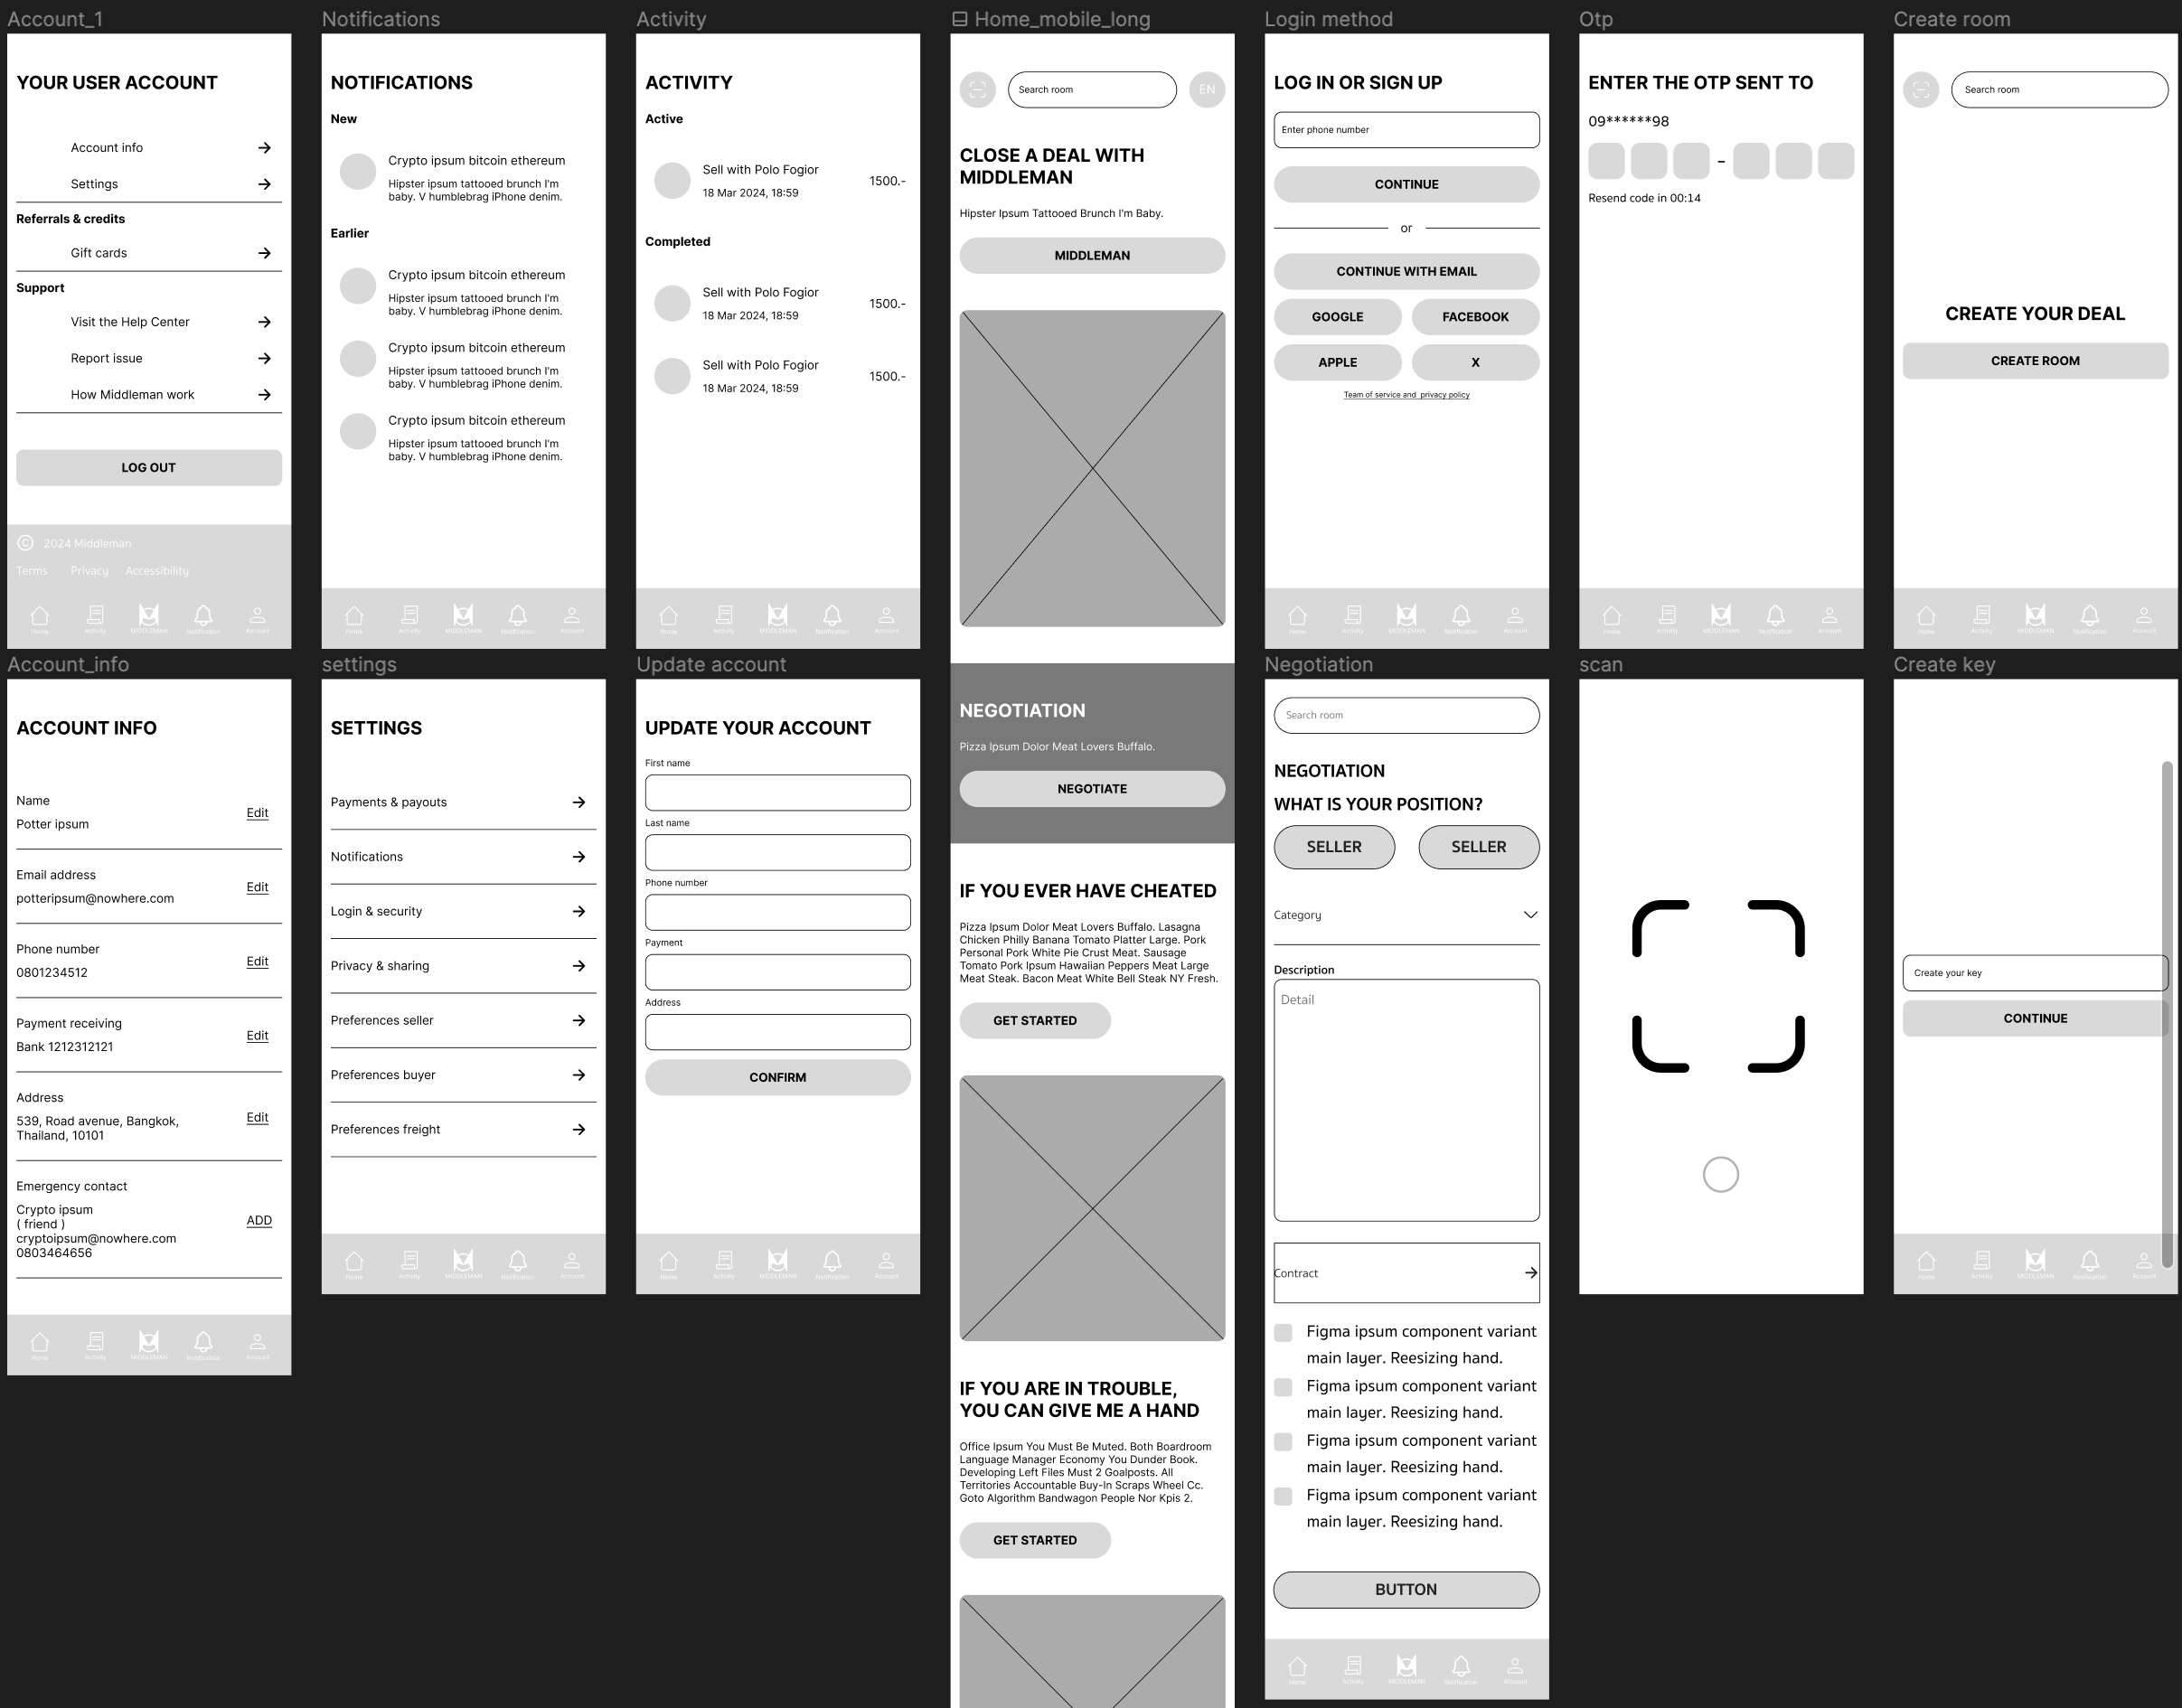 Account_1
YOUR USER ACCOUNT
Account info
Settings
Referrals & credits
Gift cards
Support
Visit the Help Center
Report issue
How Middleman work
LOG OUT
2024 Middleman
Terms Privacy Accessibility
Home Activity MIDDLEMAN Notification Account
Notifications
NOTIFICATIONS
New
Crypto ipsum bitcoin ethereum
Hipster ipsum tattooed brunch I'm
baby. V humblebrag iPhone denim.
Earlier
Crypto ipsum bitcoin ethereum
Hipster ipsum tattooed brunch I'm
baby. V humblebrag iPhone denim.
Crypto ipsum bitcoin ethereum
Hipster ipsum tattooed brunch I'm
baby. V humblebrag iPhone denim.
Crypto ipsum bitcoin ethereum
Hipster ipsum tattooed brunch I'm
baby. V humblebrag iPhone denim.
Home Activity MIDDLEMAN Notification Account
Activity
ACTIVITY
Active
Sell with Polo Fogior
18 Mar 2024, 18:59
1500.-
Completed
Sell with Polo Fogior
18 Mar 2024, 18:59
1500.-
Sell with Polo Fogior
18 Mar 2024, 18:59
1500.-
Home Activity MIDDLEMAN Notification Account
Home_mobile_long
Search room
EN
CLOSE A DEAL WITH
MIDDLEMAN
Hipster Ipsum Tattooed Brunch I'm Baby.
MIDDLEMAN
NEGOTIATION
Pizza Ipsum Dolor Meat Lovers Buffalo.
NEGOTIATE
IF YOU EVER HAVE CHEATED
Pizza Ipsum Dolor Meat Lovers Buffalo. Lasagna
Chicken Philly Banana Tomato Platter Large. Pork
Personal Pork White Pie Crust Meat. Sausage
Tomato Pork Ipsum Hawaiian Peppers Meat Large
Meat Steak. Bacon Meat White Bell Steak NY Fresh.
GET STARTED
IF YOU ARE IN TROUBLE,
YOU CAN GIVE ME A HAND
Office Ipsum You Must Be Muted. Both Boardroom
Language Manager Economy You Dunder Book.
Developing Left Files Must 2 Goalposts. All
Territories Accountable Buy-In Scraps Wheel Cc.
Goto Algorithm Bandwagon People Nor Kpis 2.
GET STARTED
Login method
LOG IN OR SIGN UP
Enter phone number
CONTINUE
or
CONTINUE WITH EMAIL
GOOGLE
FACEBOOK
APPLE
X
Team of service and privacy policy
Home Activity MIDDLEMAN Notification Account
Otp
ENTER THE OTP SENT TO
09******98
-
Resend code in 00:14
Home Activity MIDDLEMAN Notification Account
Create room
Search room
CREATE YOUR DEAL
CREATE ROOM
Home Activity MIDDLEMAN Notification Account
Account_info
ACCOUNT INFO
Name
Potter ipsum
Edit
Email address
potteripsum@nowhere.com
Edit
Phone number
0801234512
Edit
Payment receiving
Bank 1212312121
Edit
Address
539, Road avenue, Bangkok,
Thailand, 10101
Edit
Emergency contact
Crypto ipsum
( friend )
cryptoipsum@nowhere.com
0803464656
ADD
Home Activity MIDDLEMAN Notification Account
settings
SETTINGS
Payments & payouts
Notifications
Login & security
Privacy & sharing
Preferences seller
Preferences buyer
Preferences freight
Home Activity MIDDLEMAN Notification Account
Update account
UPDATE YOUR ACCOUNT
First name
Last name
Phone number
Payment
Address
CONFIRM
Home Activity MIDDLEMAN Notification Account
Negotiation
Search room
NEGOTIATION
WHAT IS YOUR POSITION?
SELLER
SELLER
Category
Description
Detail
Contract
Figma ipsum component variant
main layer. Reesizing hand.
Figma ipsum component variant
main layer. Reesizing hand.
Figma ipsum component variant
main layer. Reesizing hand.
Figma ipsum component variant
main layer. Reesizing hand.
BUTTON
Home Activity MIDDLEMAN Notification Account
scan
Create key
Create your key
CONTINUE
Home Activity MIDDLEMAN Notification Account